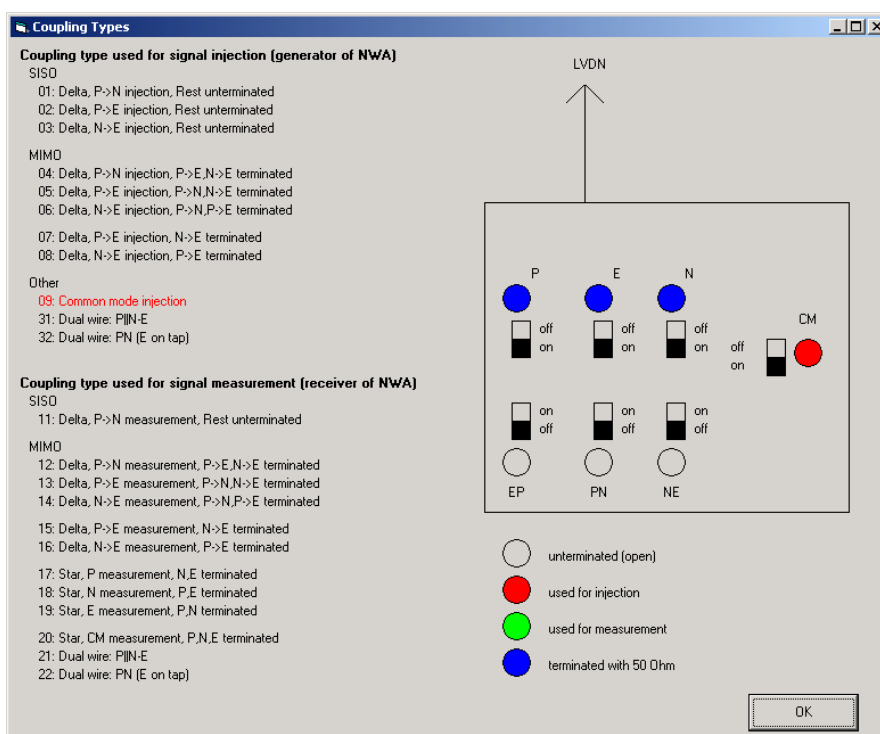 Coupling Types
Coupling type used for signal injection (generator of NWA)
SISO
01: Delta, P->N injection, Rest unterminated
02: Delta, P->E injection, Rest unterminated
03: Delta, N->E injection, Rest unterminated
MIMO
04: Delta, P->N injection, P->E,N->E terminated
05: Delta, P->E injection, P->N,N->E terminated
06: Delta, N->E injection, P->N,P->E terminated
07: Delta, P->E injection, N->E terminated
08: Delta, N->E injection, P->E terminated
Other
09: Common mode injection
31: Dual wire: P||N-E
32: Dual wire: PN (E on tap)
Coupling type used for signal measurement (receiver of NWA)
SISO
11: Delta, P->N measurement, Rest unterminated
MIMO
12: Delta, P->N measurement, P->E,N->E terminated
13: Delta, P->E measurement, P->N,N->E terminated
14: Delta, N->E measurement, P->N,P->E terminated
15: Delta, P->E measurement, N->E terminated
16: Delta, N->E measurement, P->E terminated
17: Star, P measurement, N,E terminated
18: Star, N measurement, P,E terminated
19: Star, E measurement, P,N terminated
20: Star, CM measurement, P,N,E terminated
21: Dual wire: P||N-E
22: Dual wire: PN (E on tap)
LVDN
P E N
CM
off off off off
on on on on
on on on
off off off
EP PN NE
unterminated (open)
used for injection
used for measurement
terminated with 50 Ohm
OK